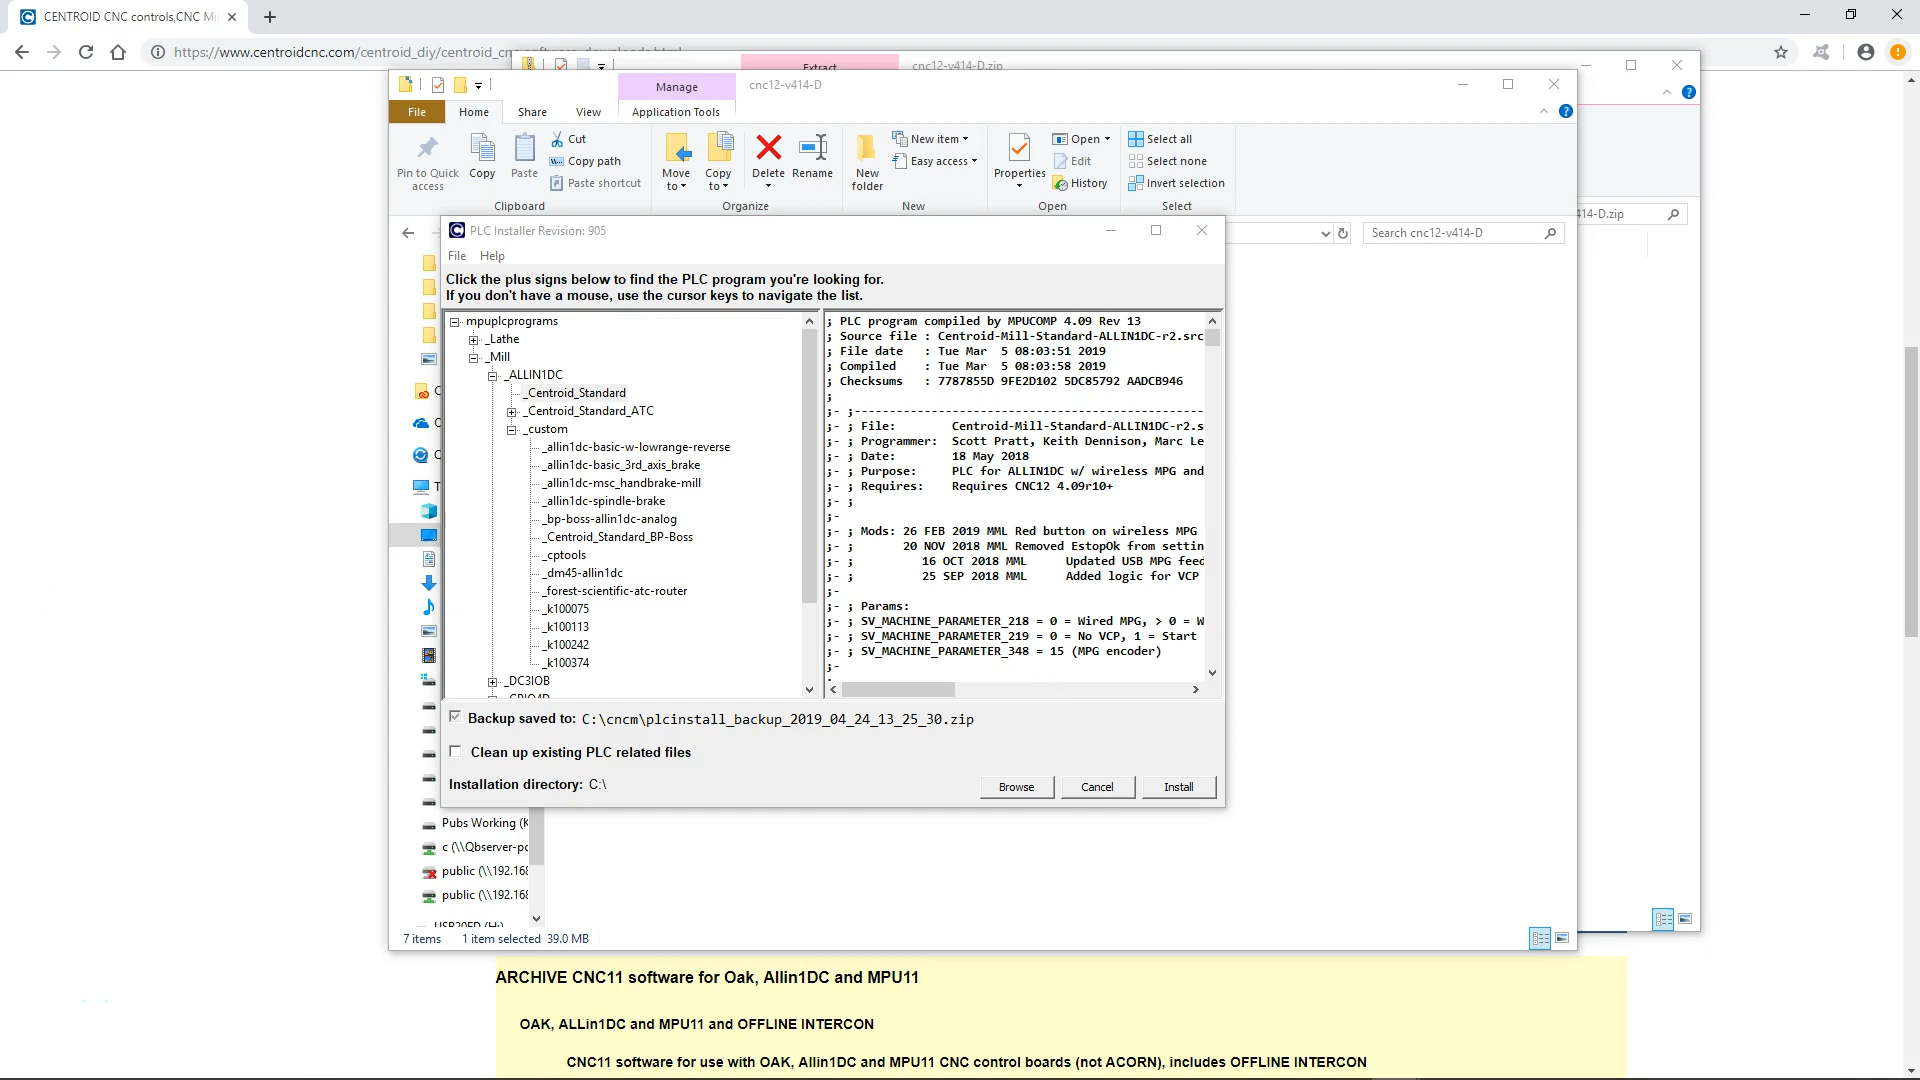 CENTROID CNC controls,CNC Mi
https://www.centroidcnc.com/centroid_diy/centroid_cnc_software_downloads.html
Extract
cnc12-v414-D.zip
Manage
cnc12-v414-D
File
Home
Share
View
Application Tools
Pin to Quick access
Copy
Paste
Cut
Copy path
Paste shortcut
Clipboard
Move to
Copy to
Delete
Rename
Organize
New folder
New item
Easy access
New
Properties
Open
Edit
History
Open
Select all
Select none
Invert selection
Select
14-D.zip
Search cnc12-v414-D
PLC Installer Revision: 905
File Help
Click the plus signs below to find the PLC program you're looking for.
If you don't have a mouse, use the cursor keys to navigate the list.
mpuplcprograms
_Lathe
_Mill
_ALLIN1DC
_Centroid_Standard
_Centroid_Standard_ATC
_custom
_allin1dc-basic-w-lowrange-reverse
_allin1dc-basic_3rd_axis_brake
_allin1dc-msc_handbrake-mill
_allin1dc-spindle-brake
_bp-boss-allin1dc-analog
_Centroid_Standard_BP-Boss
_cptools
_dm45-allin1dc
_forest-scientific-atc-router
_k100075
_k100113
_k100242
_k100374
_DC3IOB
_GPIO4D
; PLC program compiled by MPUCOMP 4.09 Rev 13
; Source file : Centroid-Mill-Standard-ALLIN1DC-r2.src
; File date   : Tue Mar  5 08:03:51 2019
; Compiled    : Tue Mar  5 08:03:58 2019
; Checksums   : 7787855D 9FE2D102 5DC85792 AADCB946
;
;- ;------------------------------------------------
;- ; File:       Centroid-Mill-Standard-ALLIN1DC-r2.s
;- ; Programmer: Scott Pratt, Keith Dennison, Marc Le
;- ; Date:       18 May 2018
;- ; Purpose:    PLC for ALLIN1DC w/ wireless MPG and
;- ; Requires:   Requires CNC12 4.09r10+
;- ;
;-
;- ; Mods: 26 FEB 2019 MML Red button on wireless MPG
;- ;       20 NOV 2018 MML Removed EstopOk from settin
;- ;       16 OCT 2018 MML     Updated USB MPG feed
;- ;       25 SEP 2018 MML     Added logic for VCP
;-
;- ; Params:
;- ; SV_MACHINE_PARAMETER_218 = 0 = Wired MPG, > 0 = W
;- ; SV_MACHINE_PARAMETER_219 = 0 = No VCP, 1 = Start
;- ; SV_MACHINE_PARAMETER_348 = 15 (MPG encoder)
;-
Backup saved to: C:\cncm\plcinstall_backup_2019_04_24_13_25_30.zip
Clean up existing PLC related files
Installation directory: C:\
Browse
Cancel
Install
Pubs Working (K
c (\\Qbserver-pc
public (\\192.168
public (\\192.168
USB20FD (H:)
7 items
1 item selected 39.0 MB
ARCHIVE CNC11 software for Oak, Allin1DC and MPU11
OAK, ALLin1DC and MPU11 and OFFLINE INTERCON
CNC11 software for use with OAK, Allin1DC and MPU11 CNC control boards (not ACORN), includes OFFLINE INTERCON